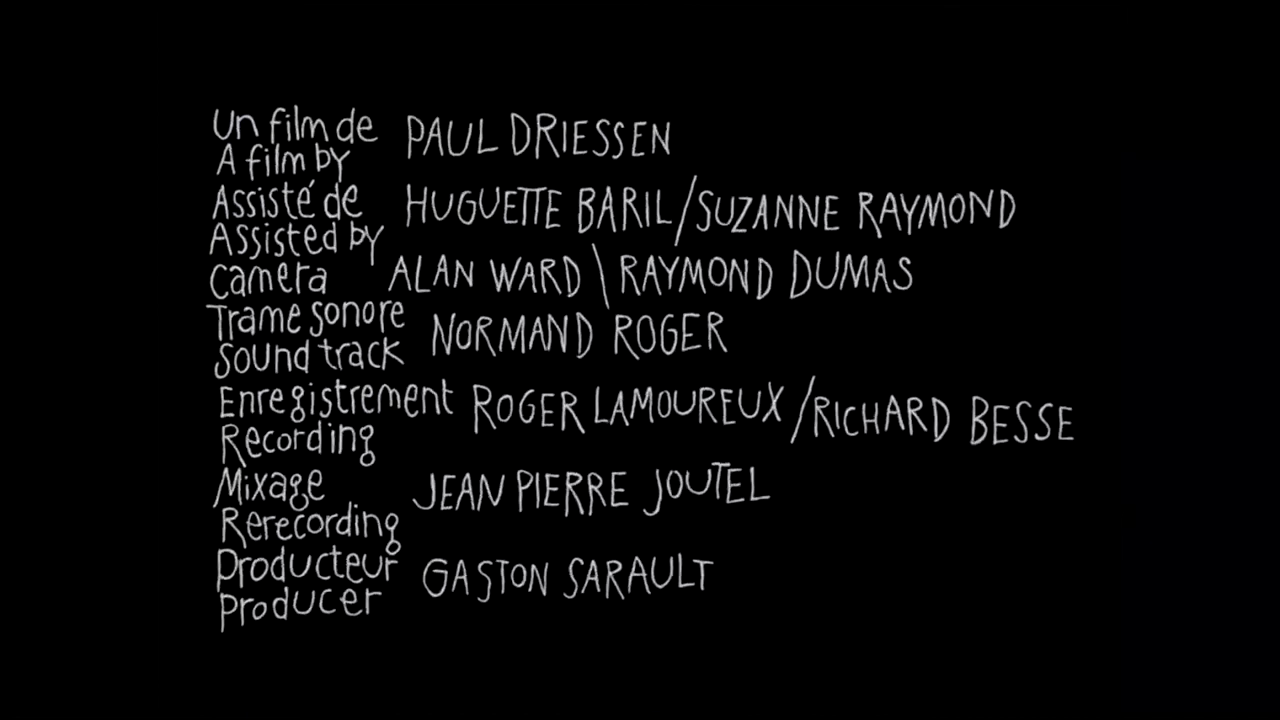 Un film de PAUL DRIESSEN
A film by
Assisté de HUGUETTE BARIL/SUZANNE RAYMOND
Assisted by
Camera ALAN WARD \ RAYMOND DUMAS
Trame sonore NORMAND ROGER
Sound track
Enregistrement ROGER LAMOUREUX /RICHARD BESSE
Recording
Mixage JEAN PIERRE JOUTEL
Rerecording
Producteur GASTON SARAULT
Producer